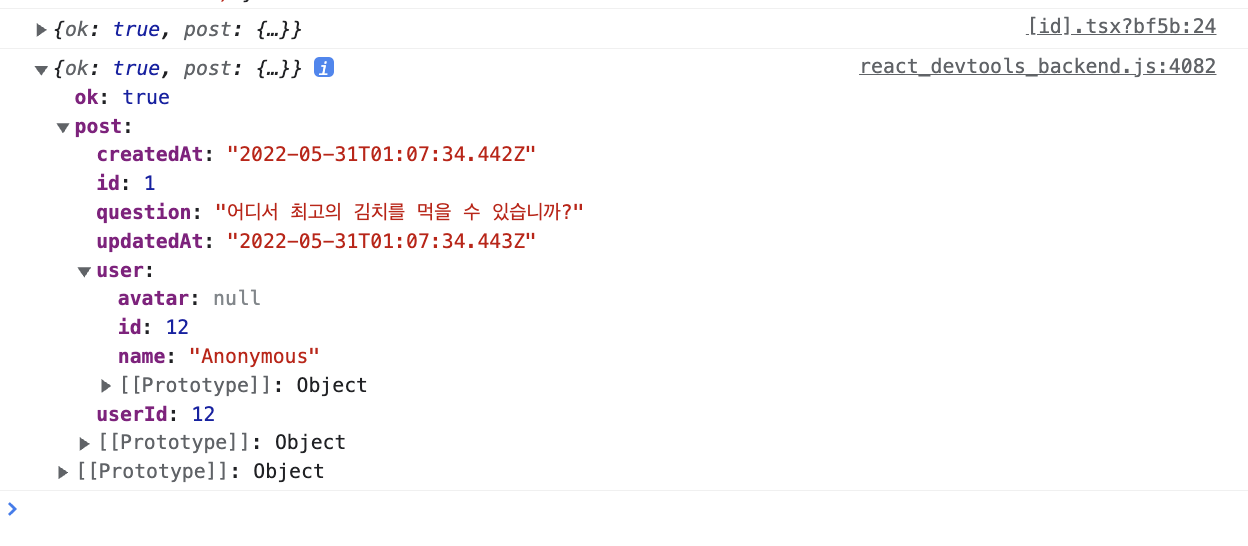 {ok: true, post: {…}} [id].tsx?bf5b:24
{ok: true, post: {…}} i react_devtools_backend.js:4082
ok: true
post:
createdAt: "2022-05-31T01:07:34.442Z"
id: 1
question: "어디서 최고의 김치를 먹을 수 있습니까?"
updatedAt: "2022-05-31T01:07:34.443Z"
user:
avatar: null
id: 12
name: "Anonymous"
[[Prototype]]: Object
userId: 12
[[Prototype]]: Object
[[Prototype]]: Object